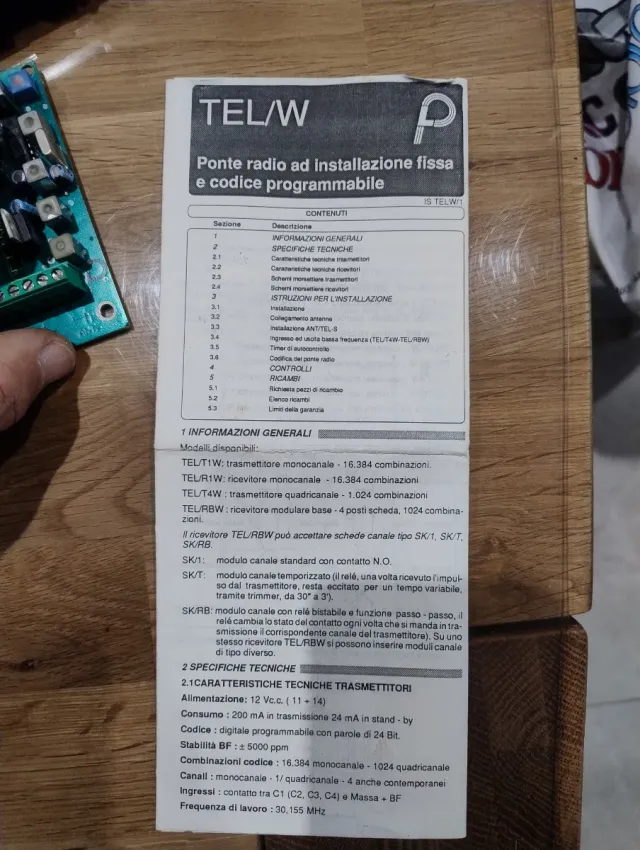 TEL/W
Ponte radio ad installazione fissa
e codice programmabile
IS TELW/1
CONTENUTI
Sezione Descrizione
1 INFORMAZIONI GENERALI
2 SPECIFICHE TECNICHE
2.1 Caratteristiche tecniche trasmettitori
2.2 Caratteristiche tecniche ricevitori
2.3 Schemi morsettiere trasmettitori
2.4 Schemi morsettiere ricevitori
3 ISTRUZIONI PER L'INSTALLAZIONE
3.1 Installazione
3.2 Collegamento antenne
3.3 Installazione ANT/TEL-8
3.4 Ingresso ed uscita bassa frequenza (TEL/T4W-TEL/RBW)
3.5 Timer di autocontrollo
3.6 Codifica del ponte radio
4 CONTROLLI
5 RICAMBI
5.1 Richiesta pezzi di ricambio
5.2 Elenco ricambi
5.3 Limiti della garanzia
1 INFORMAZIONI GENERALI
Modelli disponibili:
TEL/T1W: trasmettitore monocanale - 16.384 combinazioni.
TEL/R1W: ricevitore monocanale - 16.384 combinazioni
TEL/T4W : trasmettitore quadricanale - 1.024 combinazioni
TEL/RBW : ricevitore modulare base - 4 posti scheda, 1024 combina-
zioni.
Il ricevitore TEL/RBW può accettare schede canale tipo SK/1, SK/T,
SK/RB.
SK/1: modulo canale standard con contatto N.O.
SK/T: modulo canale temporizzato (il relé, una volta ricevuto l'impul-
so dal trasmettitore, resta eccitato per un tempo variabile,
tramite trimmer, da 30" a 3').
SK/RB: modulo canale con relé bistabile e funzione passo - passo, il
relé cambia lo stato del contatto ogni volta che si manda in tra-
smissione il corrispondente canale del trasmettitore). Su uno
stesso ricevitore TEL/RBW si possono inserire moduli canale
di tipo diverso.
2 SPECIFICHE TECNICHE
2.1CARATTERISTICHE TECNICHE TRASMETTITORI
Alimentazione: 12 Vc.c. ( 11 ÷ 14)
Consumo : 200 mA in trasmissione 24 mA in stand - by
Codice : digitale programmabile con parole di 24 Bit.
Stabilità BF : ± 5000 ppm
Combinazioni codice : 16.384 monocanale - 1024 quadricanale
Canali : monocanale - 1/ quadricanale - 4 anche contemporanei
Ingressi : contatto tra C1 (C2, C3, C4) e Massa + BF
Frequenza di lavoro : 30,155 MHz